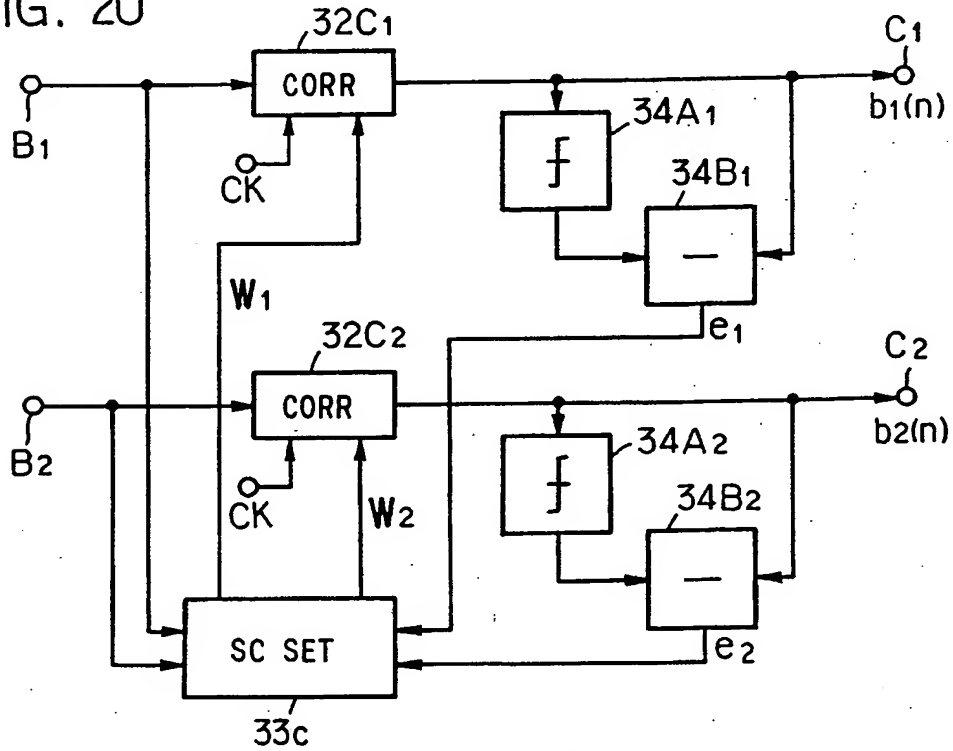 FIG. 20
32C1
C1
CORR
B1
34A1
b1(n)
CK
34B1
—
W1
e1
32C2
C2
CORR
B2
34A2
b2(n)
CK
W2
34B2
—
SC SET
e2
33c